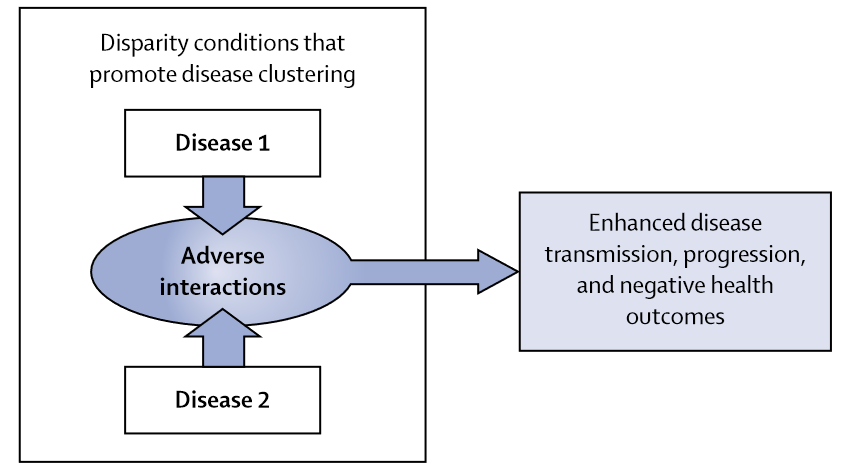 Disparity conditions that
promote disease clustering
Disease 1
Adverse
interactions
Disease 2
Enhanced disease
transmission, progression,
and negative health
outcomes